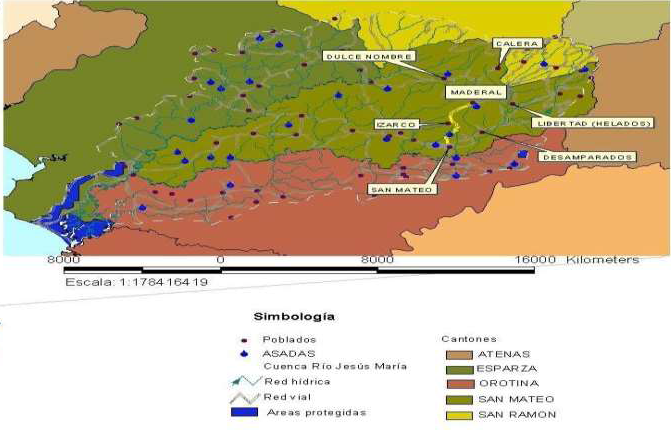 CALERA
DULCE NOMBRE
MADERAL
IZARCO
LIBERTAD (HELADOS)
DESAMPARADOS
SAN MATEO
8000 0 8000 16000 Kilometers
Escala: 1:178416419
Simbología
Poblados
ASADAS
Cuenca Río Jesús María
Red hídrica
Red vial
Areas protegidas
Cantones
ATENAS
ESPARZA
OROTINA
SAN MATEO
SAN RAMON